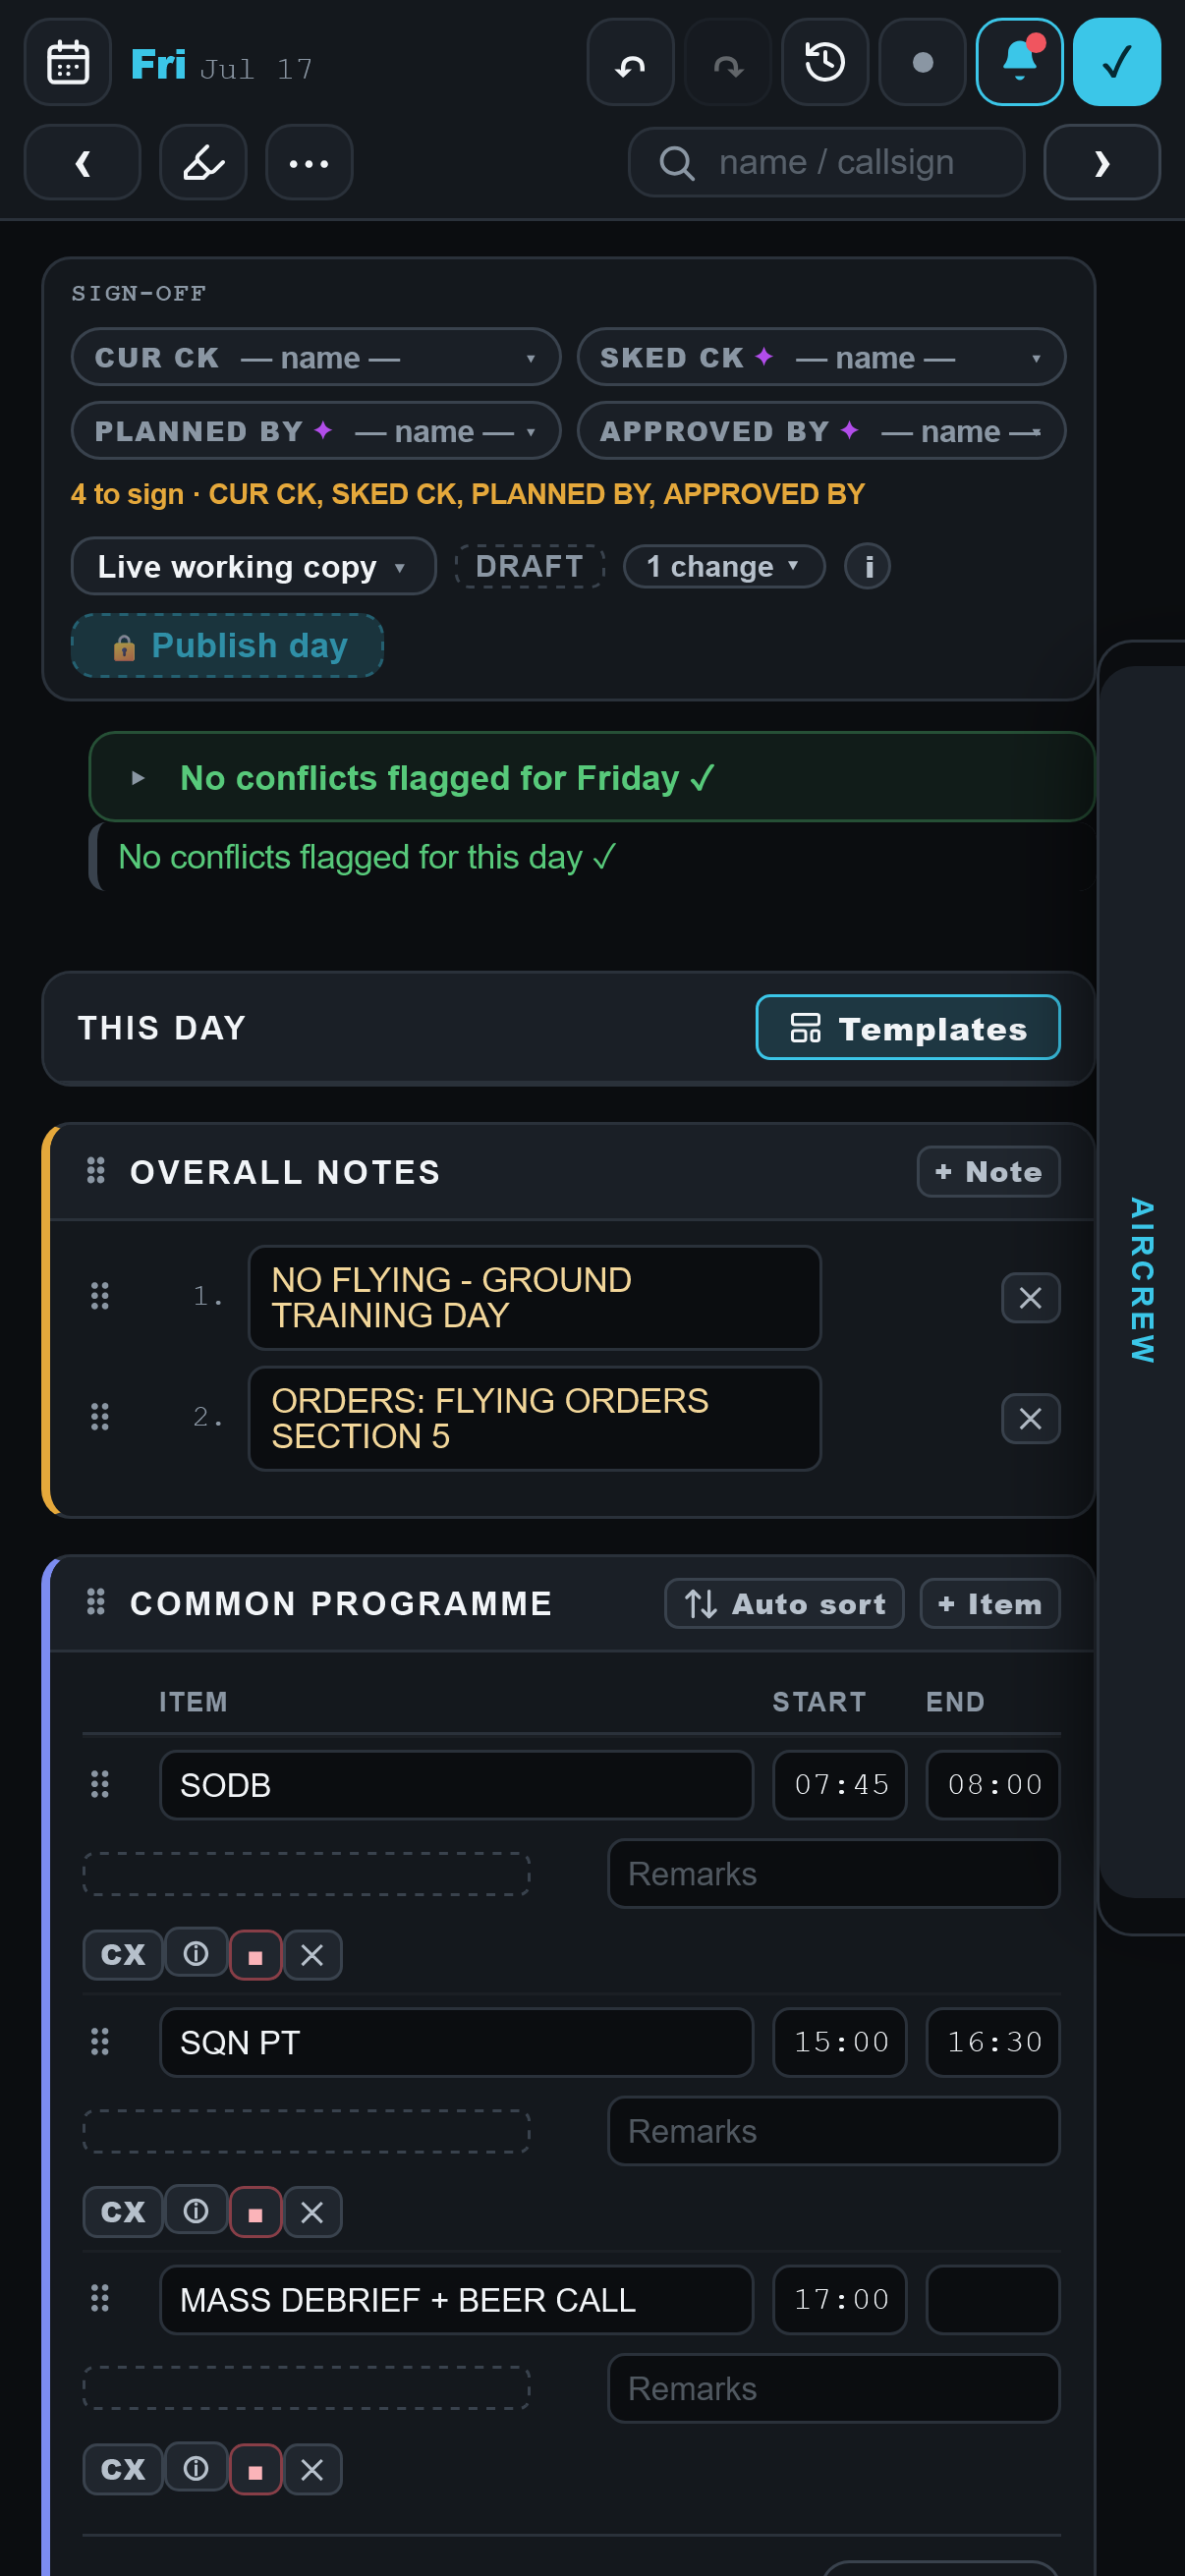 Fri Jul 17
name / callsign
SIGN-OFF
CUR CK — name —
SKED CK — name —
PLANNED BY — name —
APPROVED BY — name —
4 to sign · CUR CK, SKED CK, PLANNED BY, APPROVED BY
Live working copy DRAFT 1 change i
Publish day
No conflicts flagged for Friday ✓
No conflicts flagged for this day ✓
THIS DAY Templates
AIRCREW
OVERALL NOTES + Note
1. NO FLYING - GROUND
TRAINING DAY
2. ORDERS: FLYING ORDERS
SECTION 5
COMMON PROGRAMME Auto sort + Item
ITEM START END
SODB 07:45 08:00
Remarks
CX
SQN PT 15:00 16:30
Remarks
CX
MASS DEBRIEF + BEER CALL 17:00
Remarks
CX